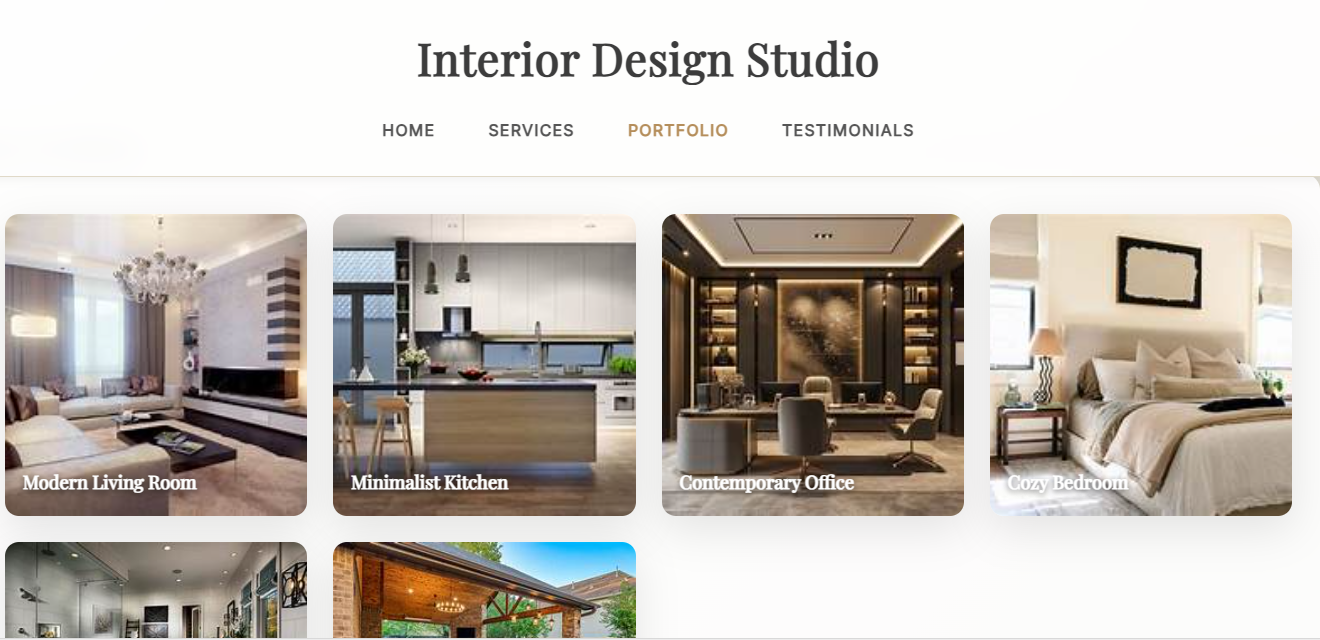 Interior Design Studio
HOME SERVICES PORTFOLIO TESTIMONIALS
Modern Living Room
Minimalist Kitchen
Contemporary Office
Cozy Bedroom